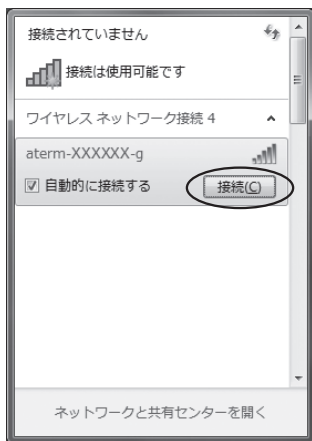 接続されていません
接続は使用可能です
ワイヤレス ネットワーク接続 4
aterm-XXXXXX-g
自動的に接続する
接続(C)
ネットワークと共有センターを開く